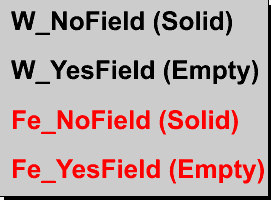 W_NoField (Solid)
W_YesField (Empty)
Fe_NoField (Solid)
Fe_YesField (Empty)